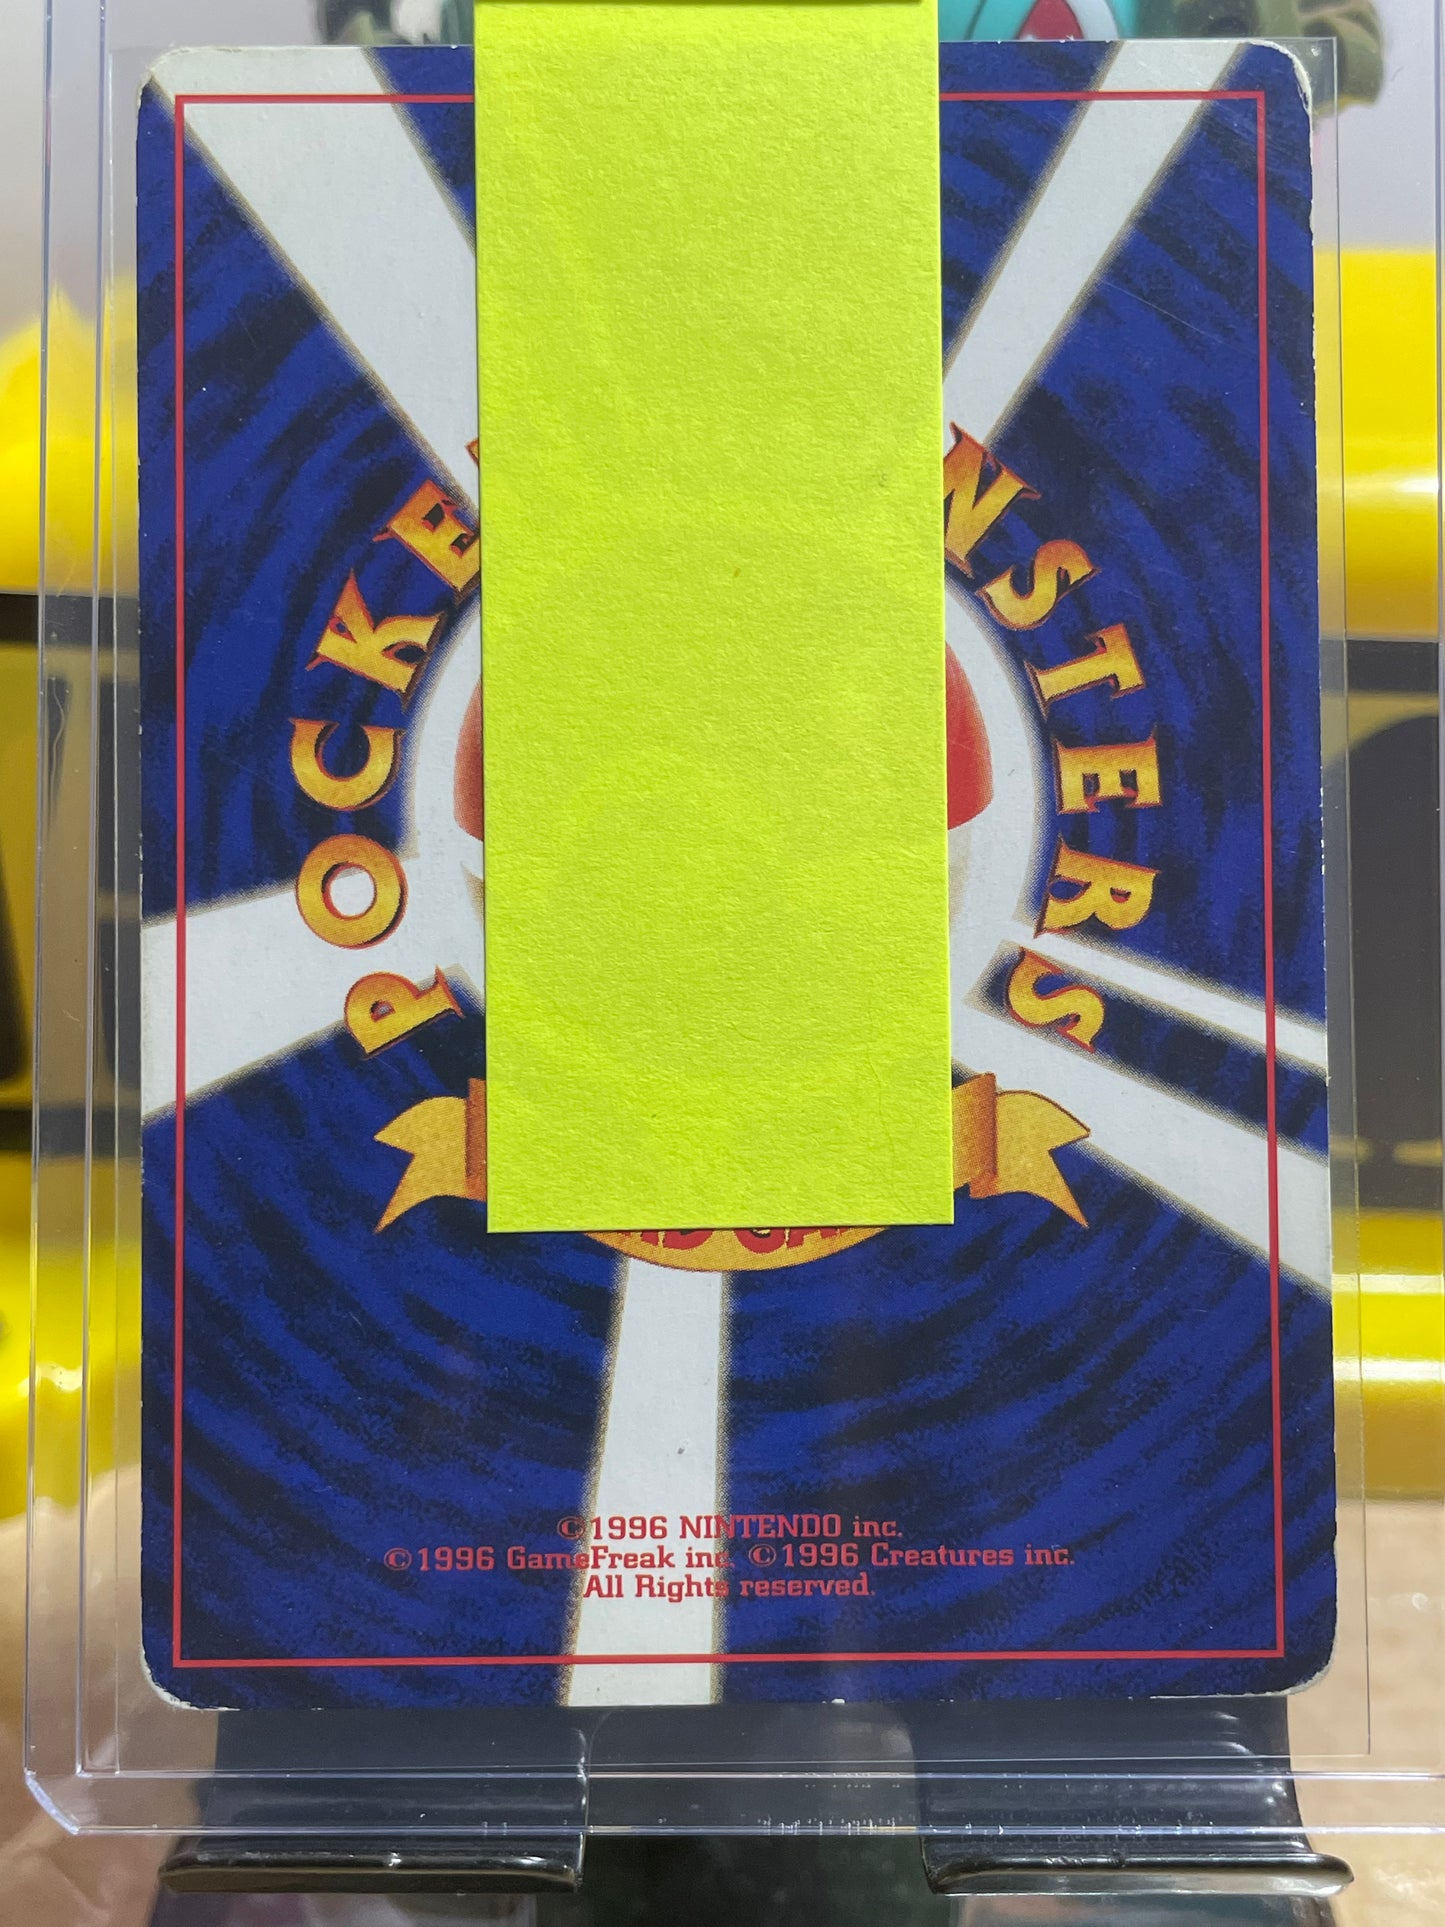 POCKE
NSTERS
©1996 NINTENDO inc.
©1996 GameFreak inc. ©1996 Creatures inc.
All Rights reserved.